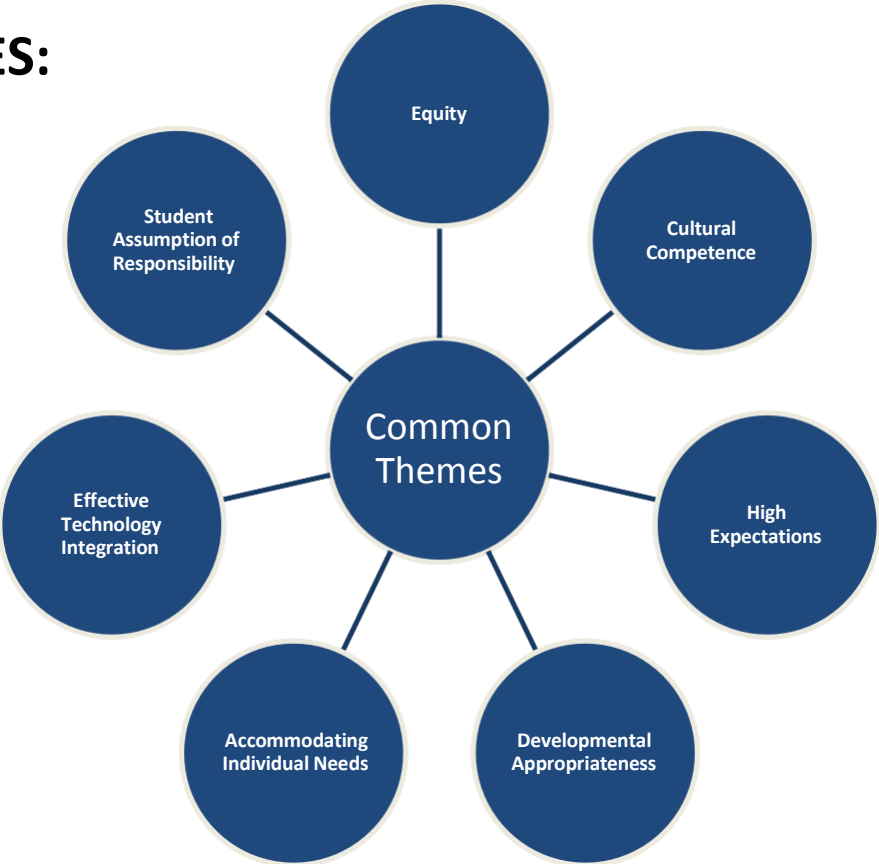 ES:
Equity
Student
Assumption of
Responsibility
Cultural
Competence
Common
Themes
Effective
Technology
Integration
High
Expectations
Accommodating
Individual Needs
Developmental
Appropriateness